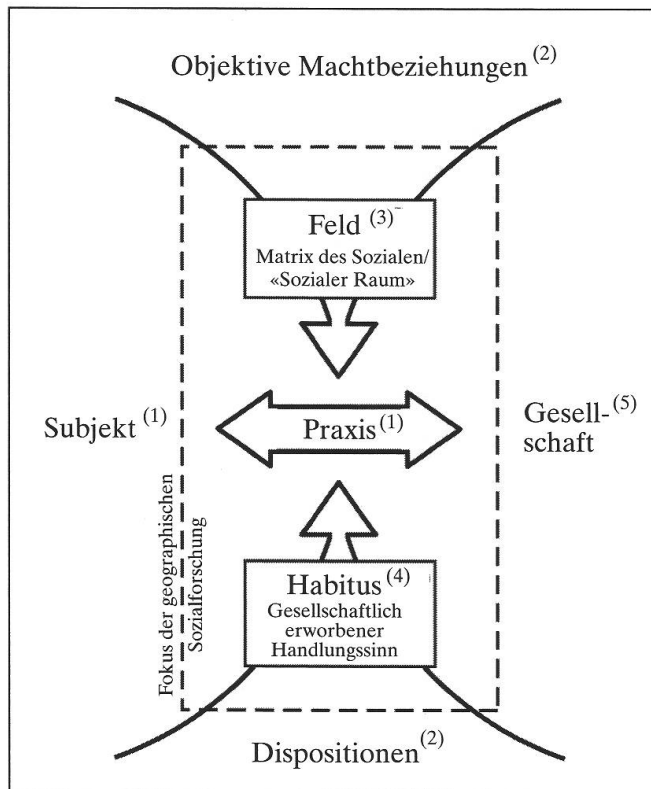 Objektive Machtbeziehungen (2)
Feld (3)
Matrix des Sozialen/
«Sozialer Raum»
Subjekt (1)
Praxis (1)
Gesell- (5)
schaft
Fokus der geographischen
Sozialforschung
Habitus (4)
Gesellschaftlich
erworbener
Handlungssinn
Dispositionen (2)